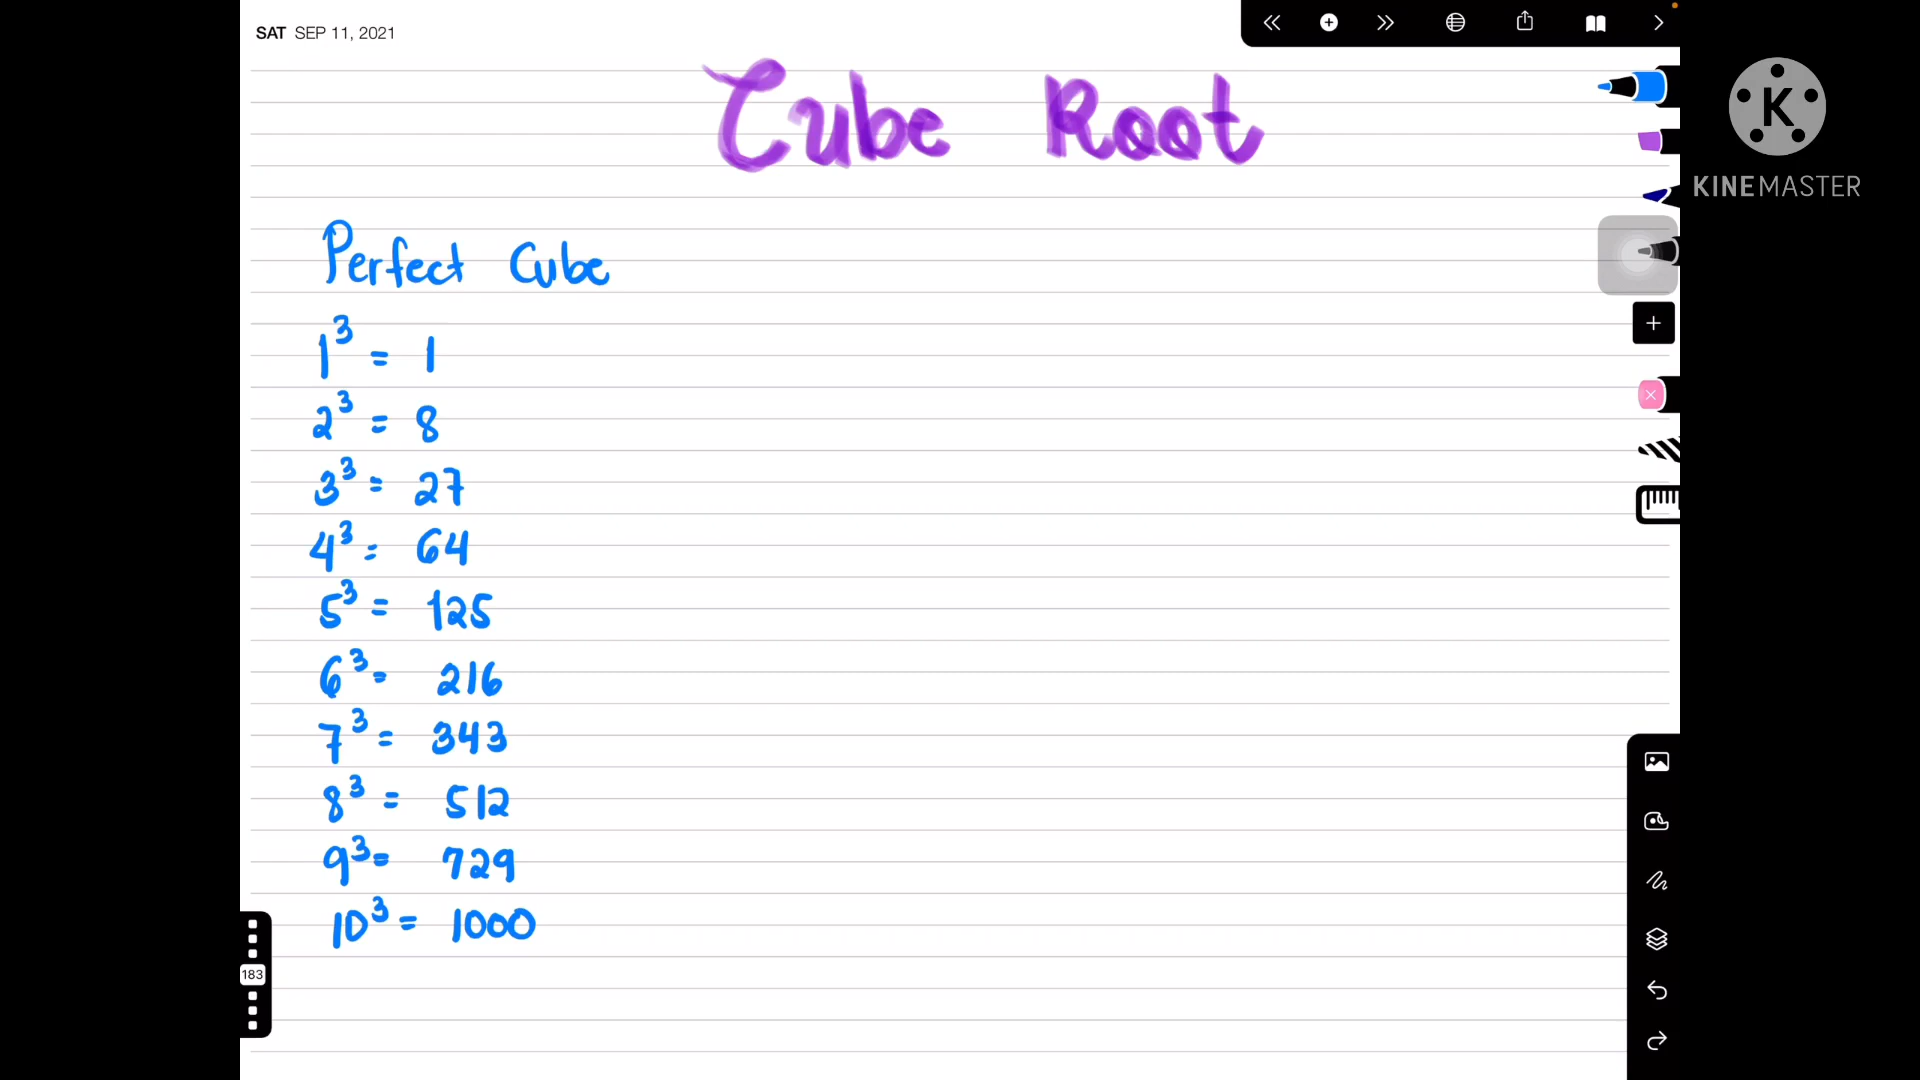 SAT SEP 11, 2021
Cube Root
K
KINEMASTER
Perfect Cube
1³ = 1
2³ = 8
3³ = 27
4³ = 64
5³ = 125
6³ = 216
7³ = 343
8³ = 512
9³ = 729
10³ = 1000
183